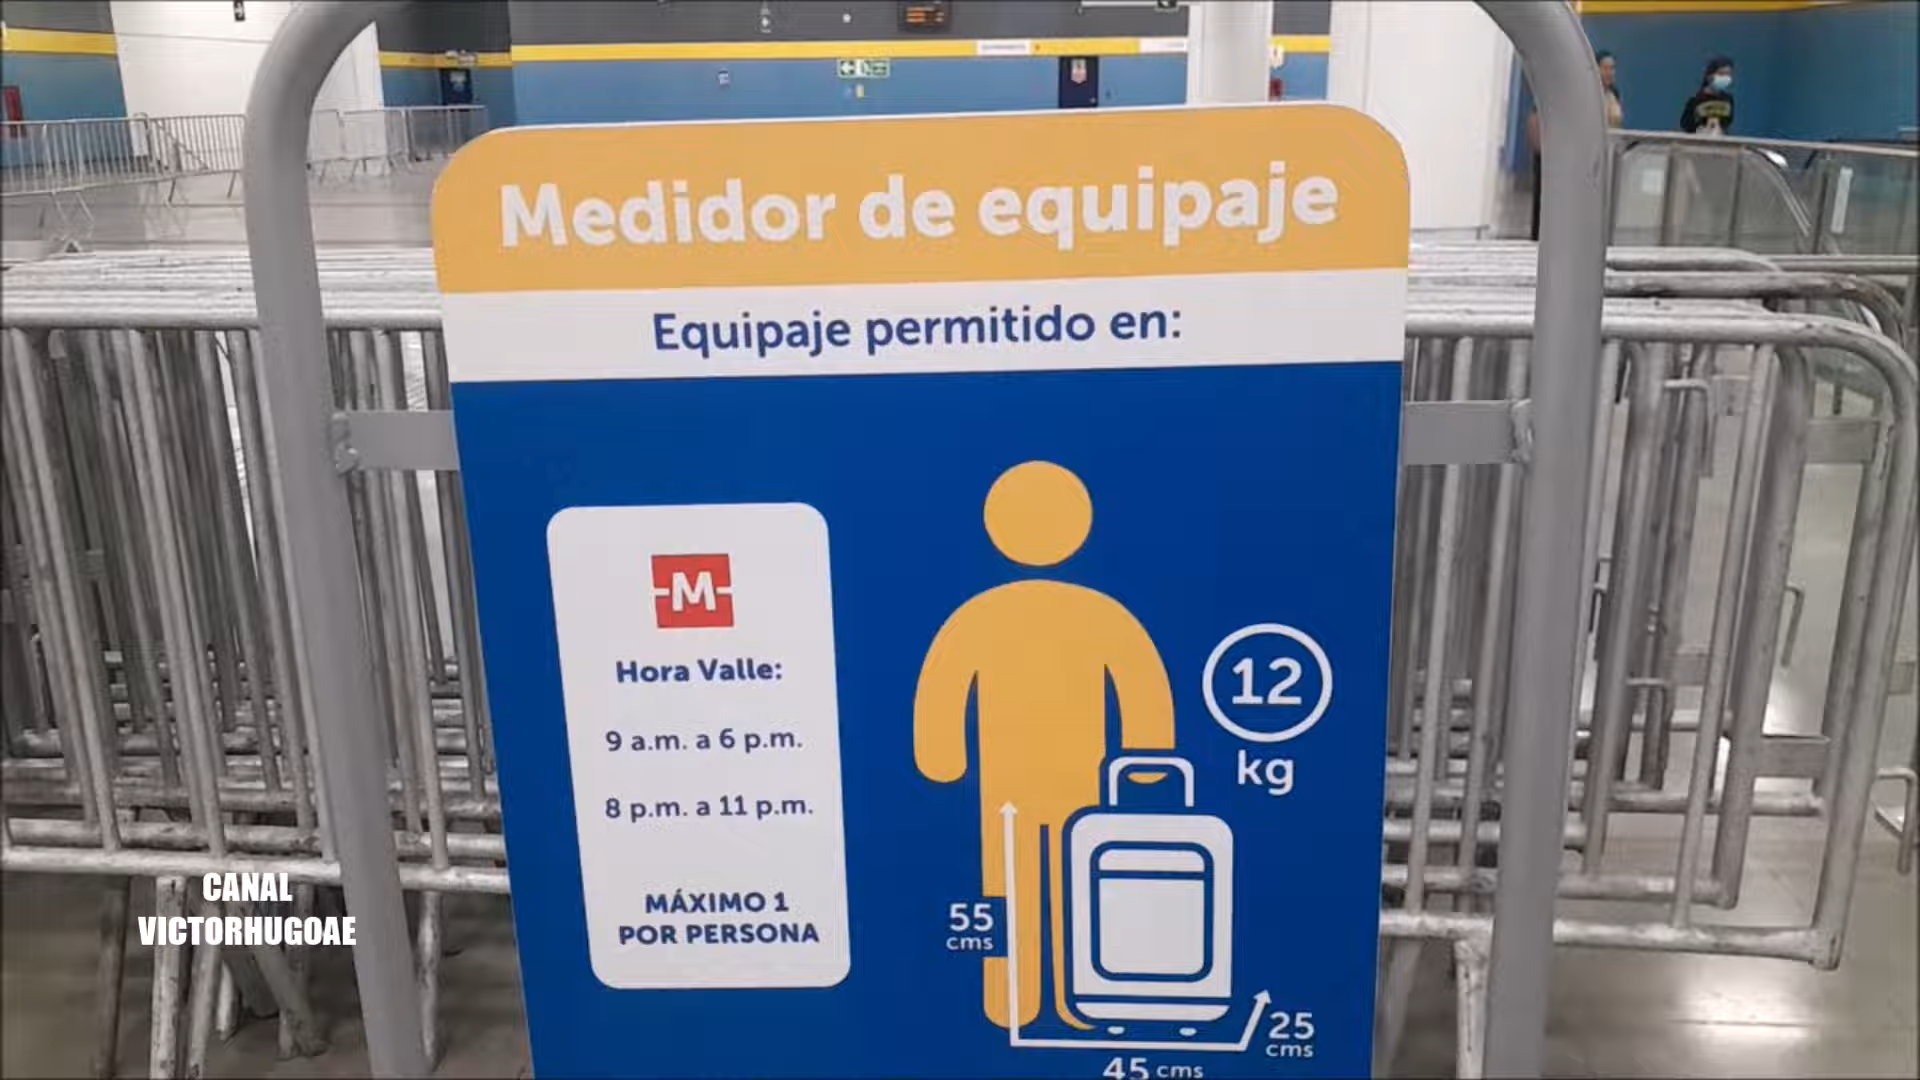 Medidor de equipaje
Equipaje permitido en:
M
Hora Valle:
9 a.m. a 6 p.m.
8 p.m. a 11 p.m.
MÁXIMO 1
POR PERSONA
12
kg
55
cms
25
cms
45 cms
CANAL
VICTORHUGOAE